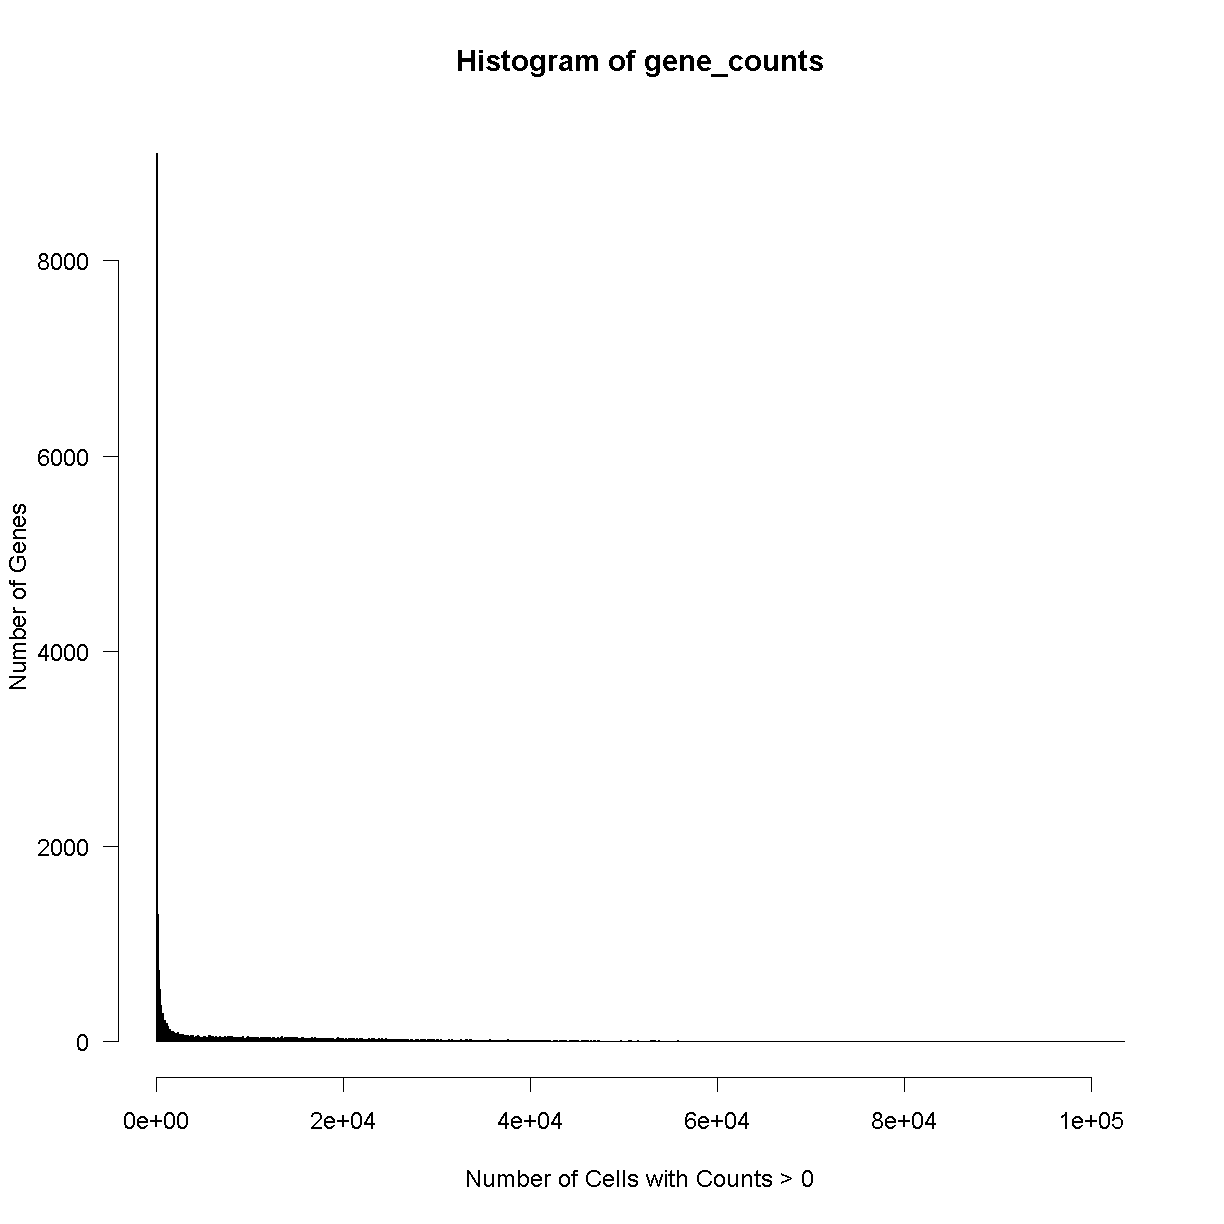 Histogram of gene_counts
8000
6000
4000
2000
0
Number of Genes
0e+00 2e+04 4e+04 6e+04 8e+04 1e+05
Number of Cells with Counts > 0